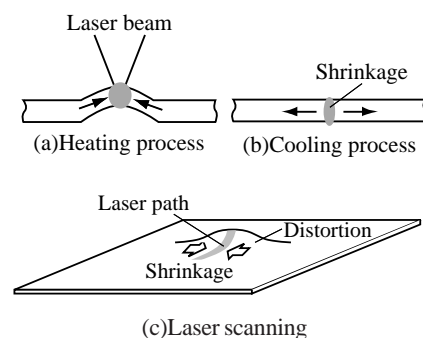 Laser beam
(a)Heating process
Shrinkage
(b)Cooling process
Laser path
Distortion
Shrinkage
(c)Laser scanning